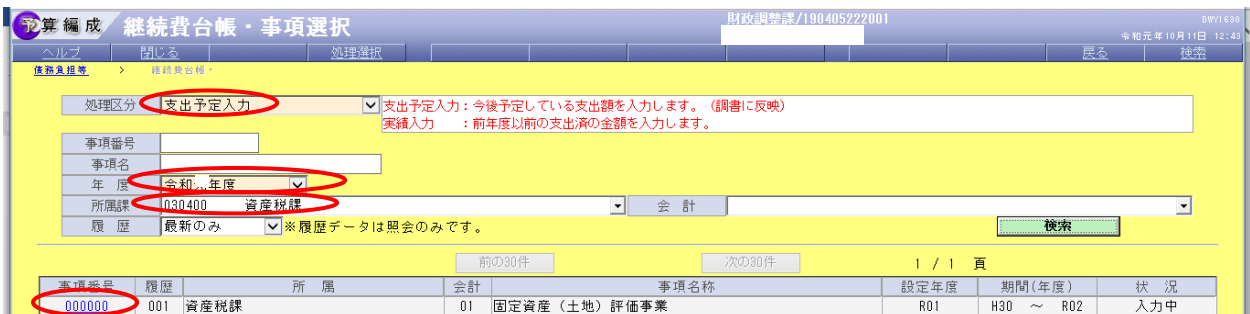 予算編成 継続費台帳・事項選択 財政調整課/190405222001 DWY1630
令和元年10月11日 12:43
ヘルプ 閉じる 処理選択 戻る 検索
債務負担等 > 継続費台帳・
処理区分 支出予定入力 支出予定入力:今後予定している支出額を入力します。(調書に反映)
実績入力 :前年度以前の支出済の金額を入力します。
事項番号
事項名
年 度 令和 年度
所属課 030400 資産税課 会 計
履 歴 最新のみ ※履歴データは照会のみです。 検索
前の30件 次の30件 1 / 1 頁
事項番号 履歴 所 属 会計 事項名称 設定年度 期間(年度) 状 況
000000 001 資産税課 01 固定資産(土地)評価事業 R01 H30 ~ R02 入力中